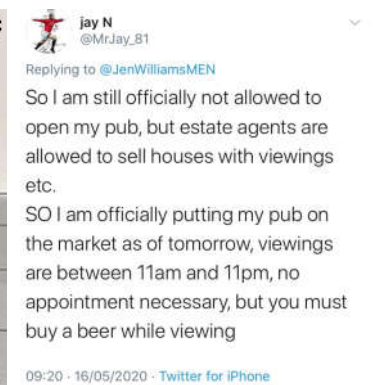 jay N
@MrJay_81
Replying to @JenWilliamsMEN
So I am still officially not allowed to
open my pub, but estate agents are
allowed to sell houses with viewings
etc.
SO I am officially putting my pub on
the market as of tomorrow, viewings
are between 11am and 11pm, no
appointment necessary, but you must
buy a beer while viewing
09:20 - 16/05/2020 - Twitter for iPhone